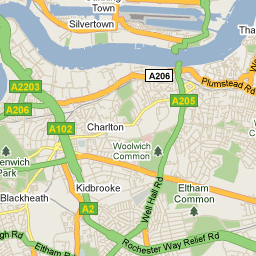 Town
Silvertown
Tha
A206
Plumstead Rd
A2203
A205
A206
A102
Charlton
Woolwich
Common
enwich
Park
Kidbrooke
Eltham
Common
Blackheath
A2
Well Hall Rd
gh Rd
Eltham R
Rochester Way Relief Rd